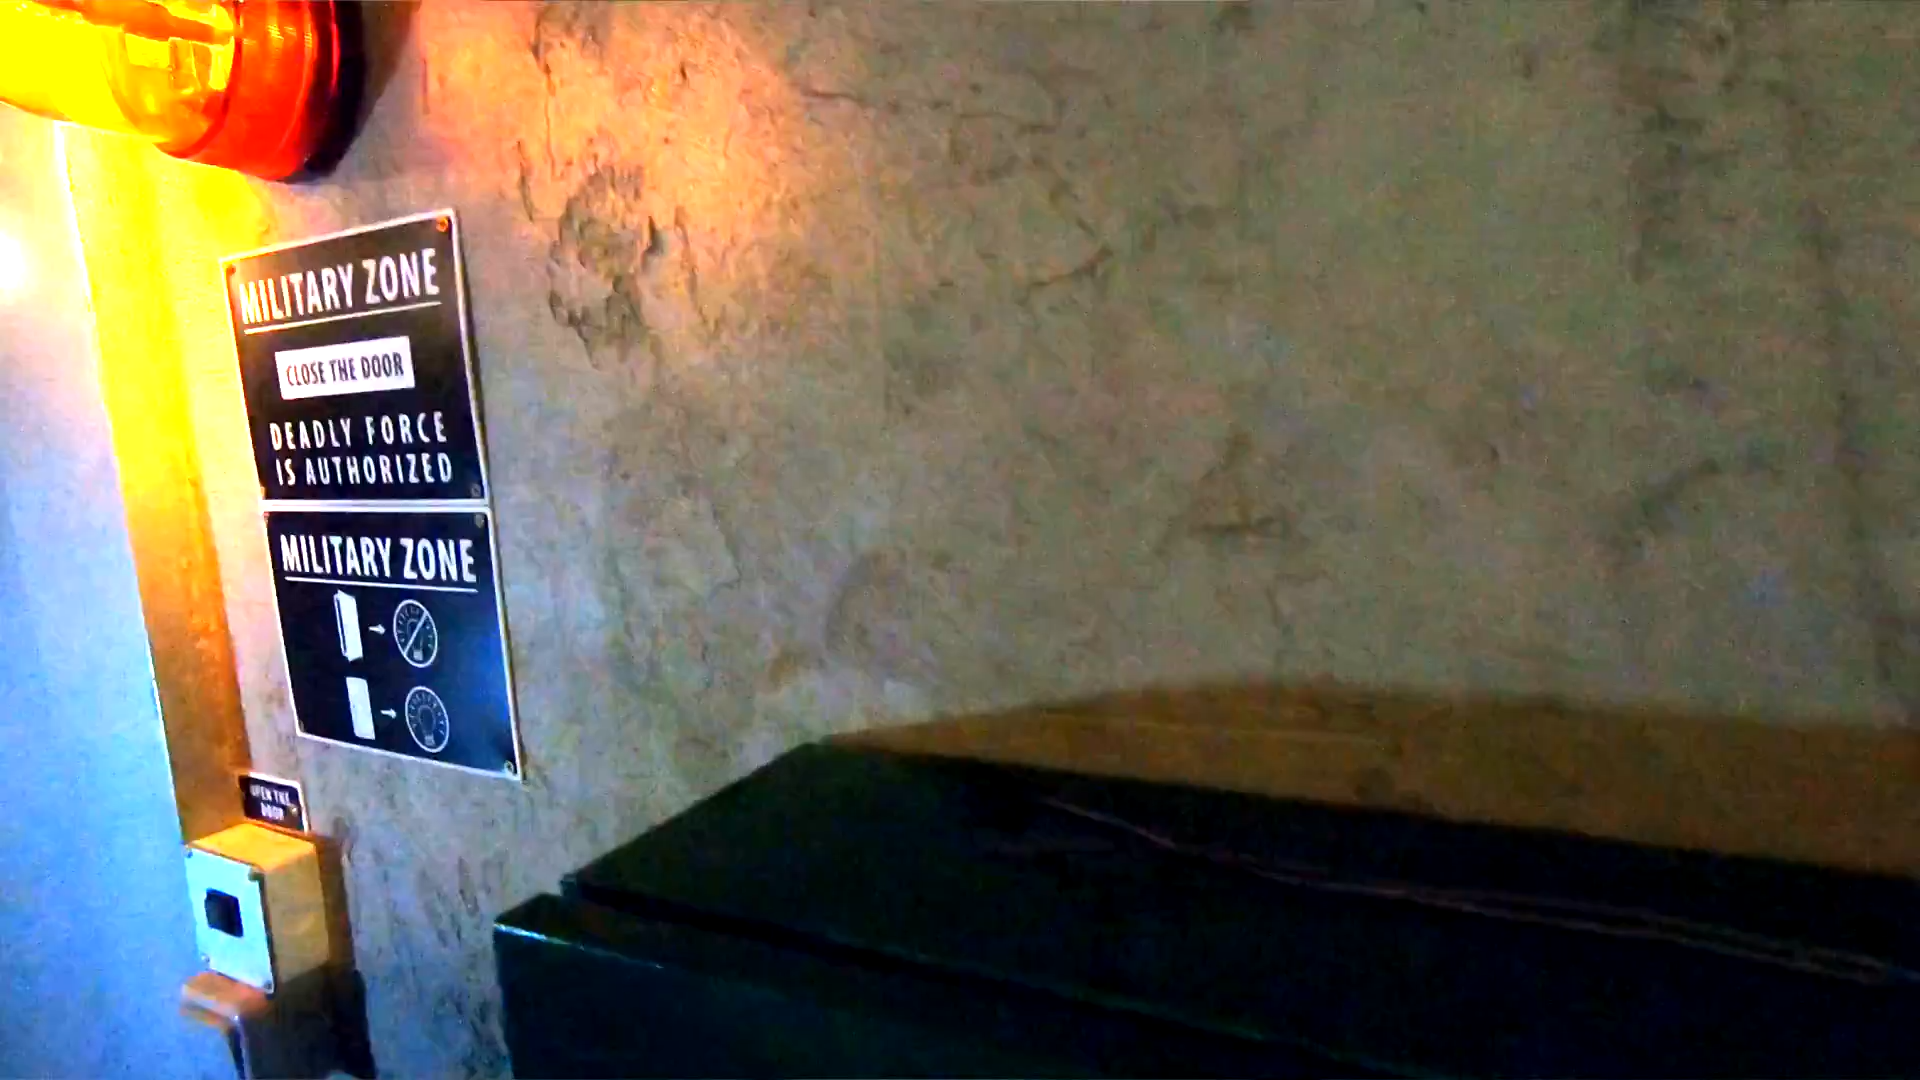 MILITARY ZONE
CLOSE THE DOOR
DEADLY FORCE
IS AUTHORIZED
MILITARY ZONE
OPEN THE
DOOR